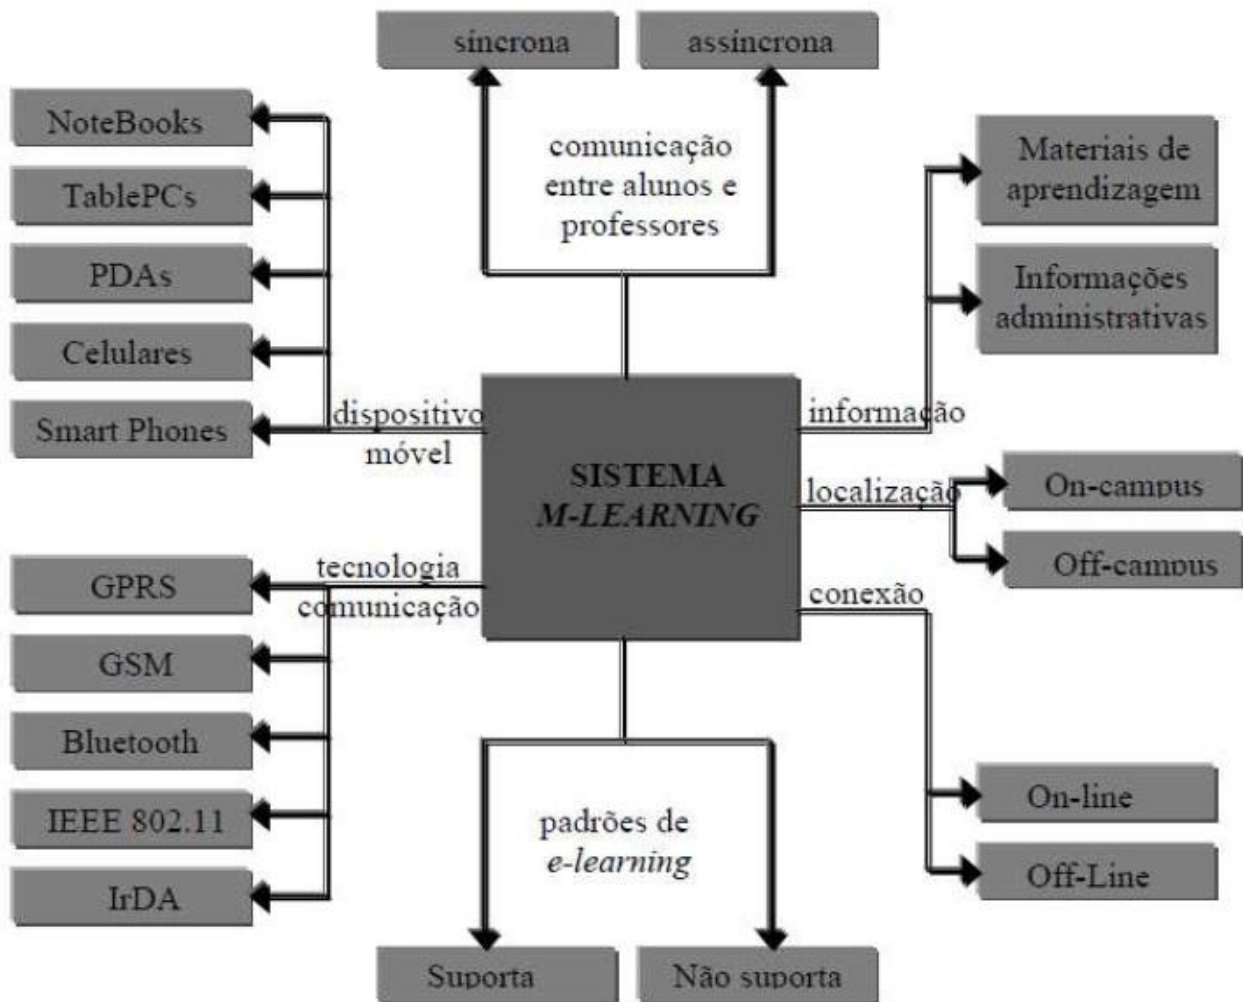 síncrona
assíncrona
comunicação
entre alunos e
professores
NoteBooks
TablePCs
PDAs
Celulares
Smart Phones
dispositivo
móvel
Materiais de
aprendizagem
Informações
administrativas
informação
SISTEMA
M-LEARNING
localização
On-campus
Off-campus
tecnologia
comunicação
GPRS
GSM
Bluetooth
IEEE 802.11
IrDA
conexão
On-line
Off-Line
padrões de
e-learning
Suporta
Não suporta